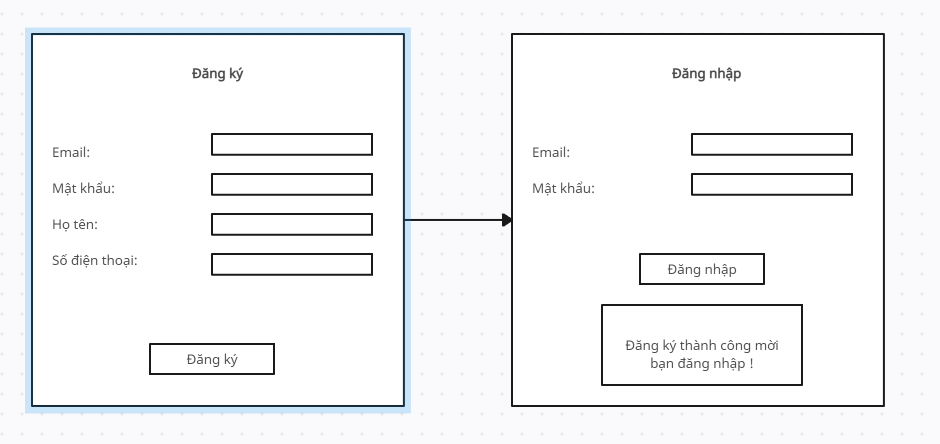 Đăng ký
Email:
Mật khẩu:
Họ tên:
Số điện thoại:
Đăng ký
Đăng nhập
Email:
Mật khẩu:
Đăng nhập
Đăng ký thành công mời
bạn đăng nhập !